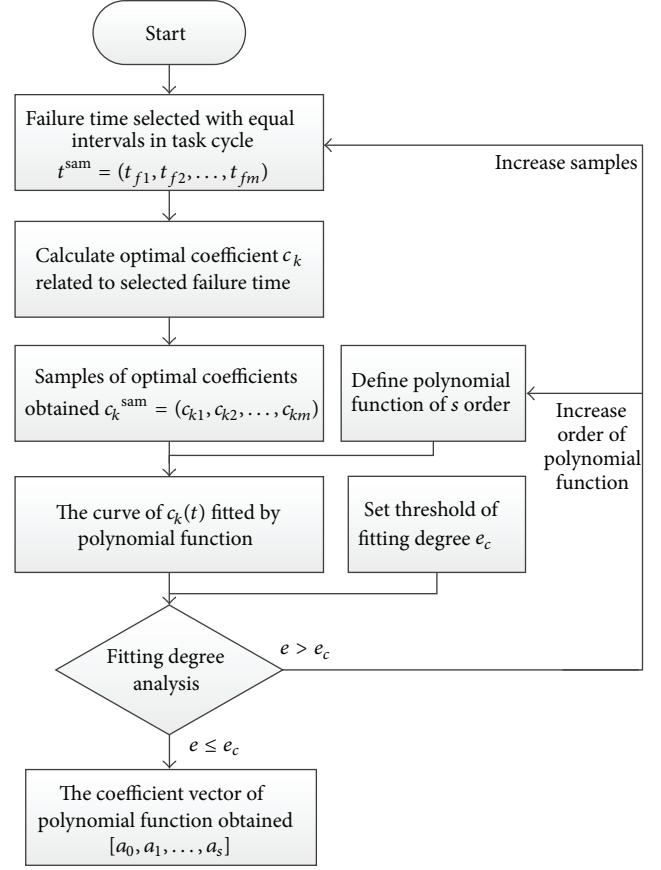 Start
Failure time selected with equal
intervals in task cycle
t^sam = (t_f1, t_f2, ..., t_fm)
Increase samples
Calculate optimal coefficient c_k
related to selected failure time
Samples of optimal coefficients
obtained c_k^sam = (c_k1, c_k2, ..., c_km)
Define polynomial
function of s order
Increase
order of
polynomial
function
The curve of c_k(t) fitted by
polynomial function
Set threshold of
fitting degree e_c
Fitting degree
analysis
e > e_c
e ≤ e_c
The coefficient vector of
polynomial function obtained
[a_0, a_1, ..., a_s]